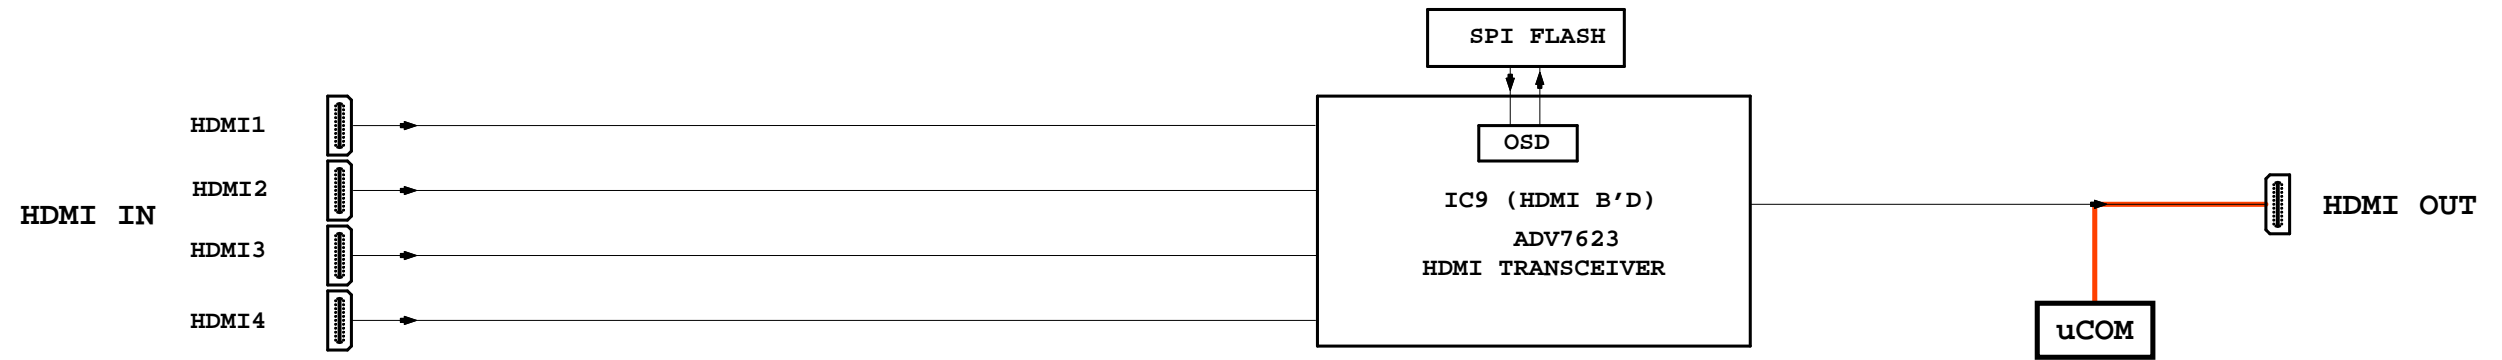 SPI FLASH
HDMI1
OSD
HDMI2
IC9 (HDMI B’D)
HDMI IN
HDMI OUT
ADV7623
HDMI3
HDMI TRANSCEIVER
HDMI4
uCOM